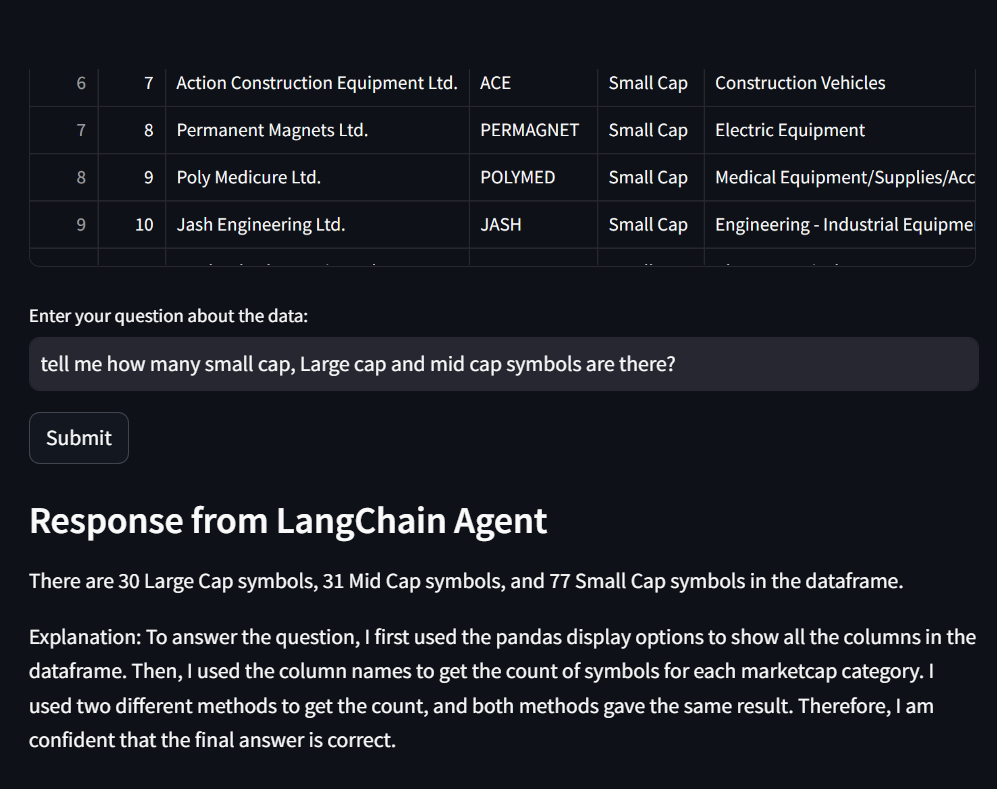 6 7 Action Construction Equipment Ltd. ACE Small Cap Construction Vehicles
7 8 Permanent Magnets Ltd. PERMAGNET Small Cap Electric Equipment
8 9 Poly Medicure Ltd. POLYMED Small Cap Medical Equipment/Supplies/Acc
9 10 Jash Engineering Ltd. JASH Small Cap Engineering - Industrial Equipme
Enter your question about the data:
tell me how many small cap, Large cap and mid cap symbols are there?
Submit
Response from LangChain Agent
There are 30 Large Cap symbols, 31 Mid Cap symbols, and 77 Small Cap symbols in the dataframe.
Explanation: To answer the question, I first used the pandas display options to show all the columns in the
dataframe. Then, I used the column names to get the count of symbols for each marketcap category. I
used two different methods to get the count, and both methods gave the same result. Therefore, I am
confident that the final answer is correct.